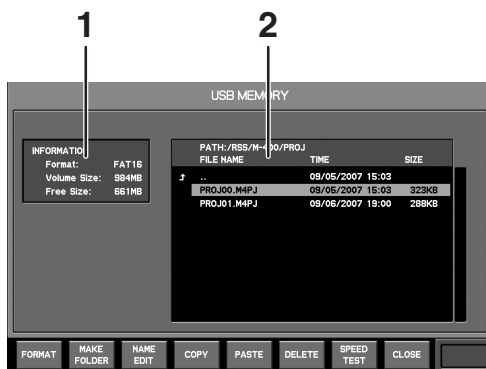 1 2
USB MEMORY
INFORMATION
Format: FAT16
Volume Size: 984MB
Free Size: 661MB
PATH:/RSS/M-400/PROJ
FILE NAME TIME SIZE
.. 09/05/2007 15:03
PROJ00.M4PJ 09/05/2007 15:03 323KB
PROJ01.M4PJ 09/06/2007 19:00 288KB
FORMAT MAKE FOLDER NAME EDIT COPY PASTE DELETE SPEED TEST CLOSE